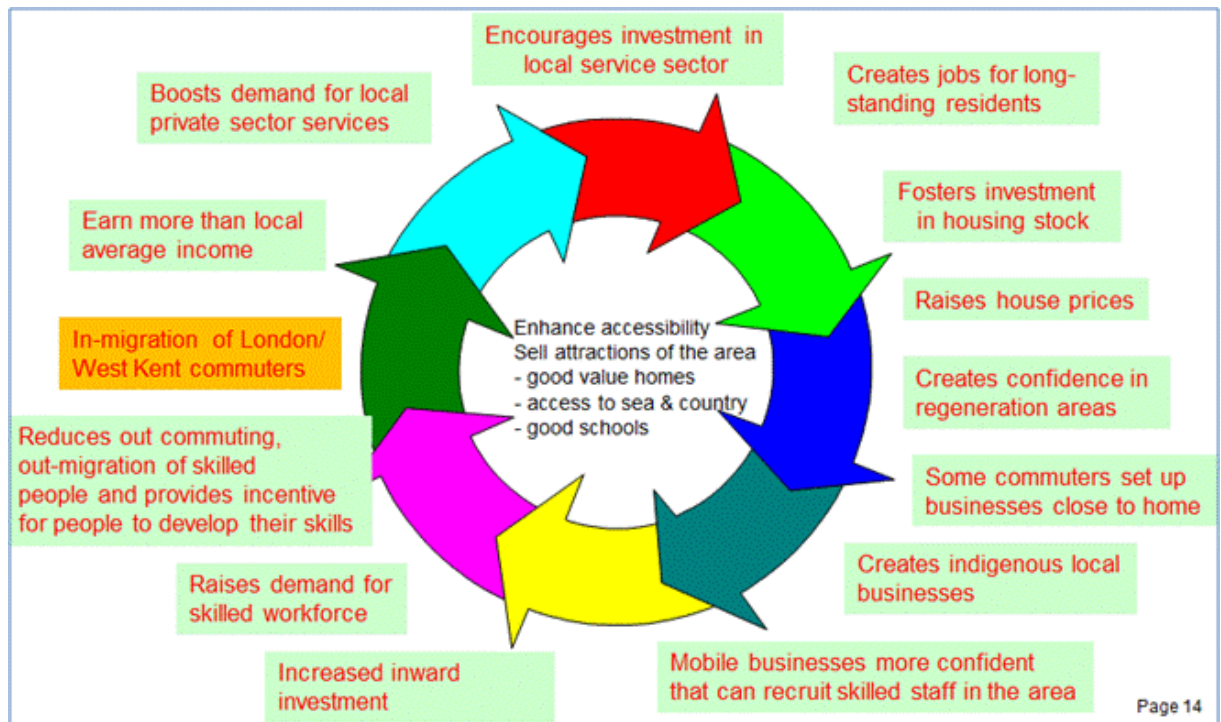 Encourages investment in
local service sector
Creates jobs for long-
standing residents
Fosters investment
in housing stock
Raises house prices
Creates confidence in
regeneration areas
Some commuters set up
businesses close to home
Creates indigenous local
businesses
Mobile businesses more confident
that can recruit skilled staff in the area
Increased inward
investment
Raises demand for
skilled workforce
Reduces out commuting,
out-migration of skilled
people and provides incentive
for people to develop their skills
In-migration of London/
West Kent commuters
Earn more than local
average income
Boosts demand for local
private sector services
Enhance accessibility
Sell attractions of the area
- good value homes
- access to sea & country
- good schools
Page 14